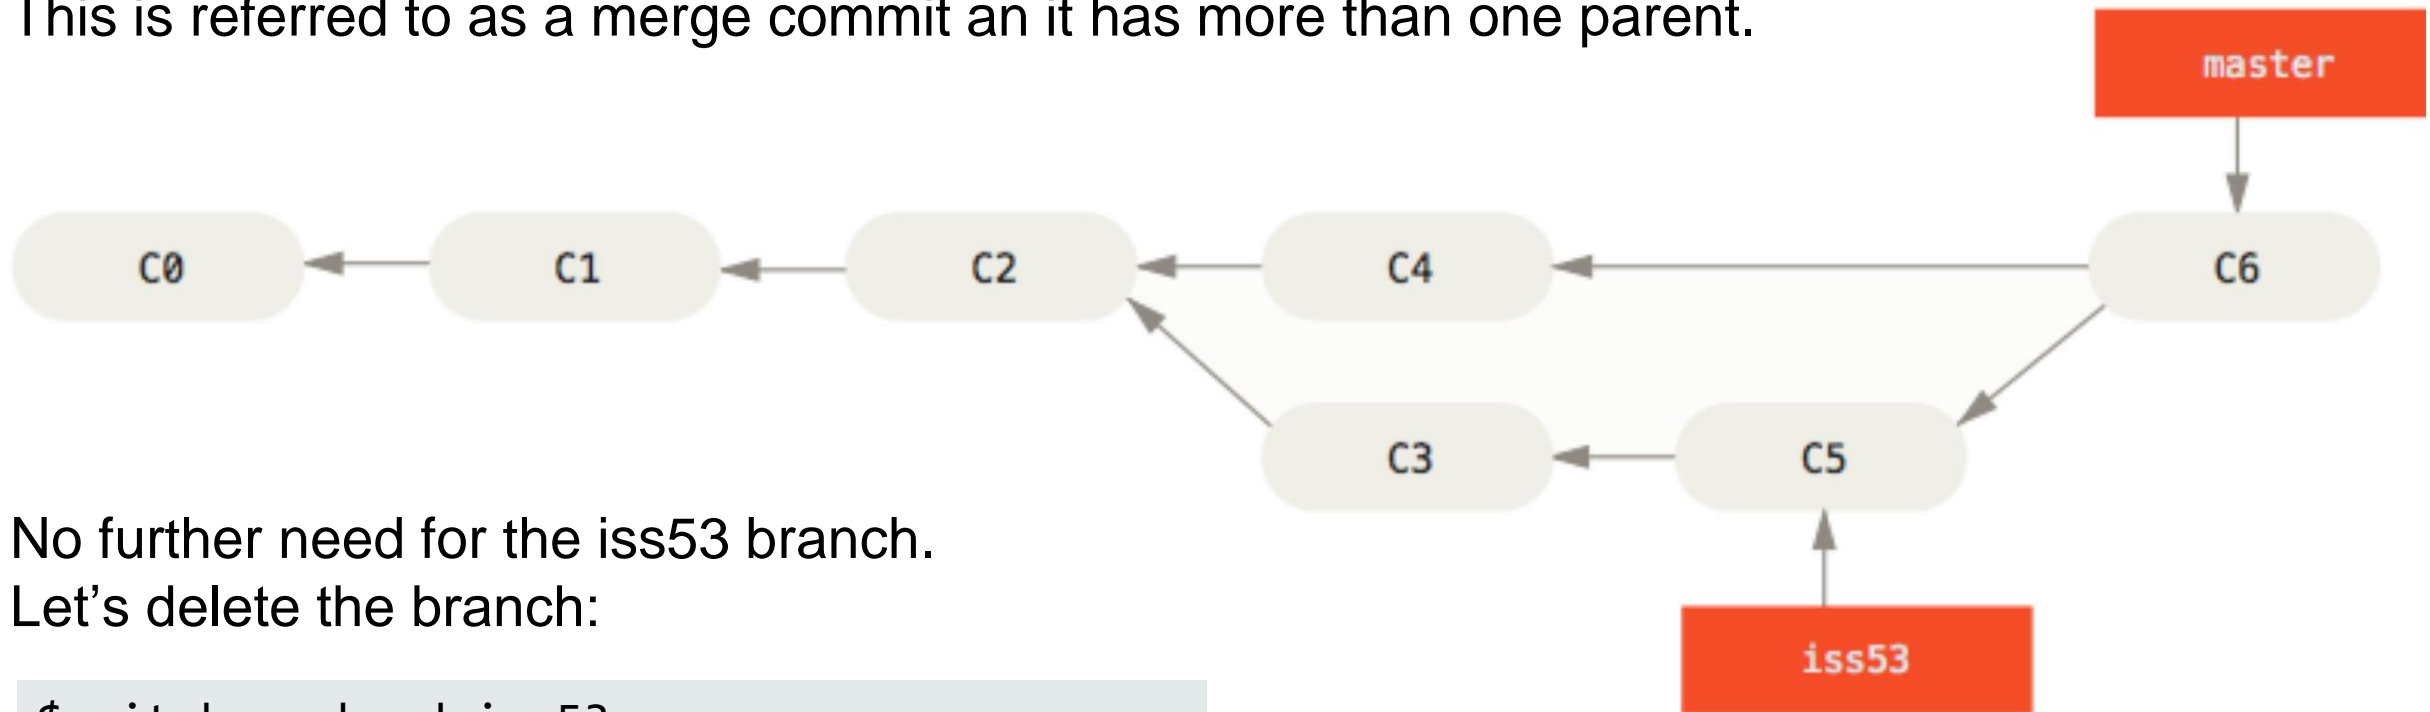 This is referred to as a merge commit an it has more than one parent.
master
C0 C1 C2 C4 C6
C3 C5
No further need for the iss53 branch.
Let’s delete the branch:
iss53